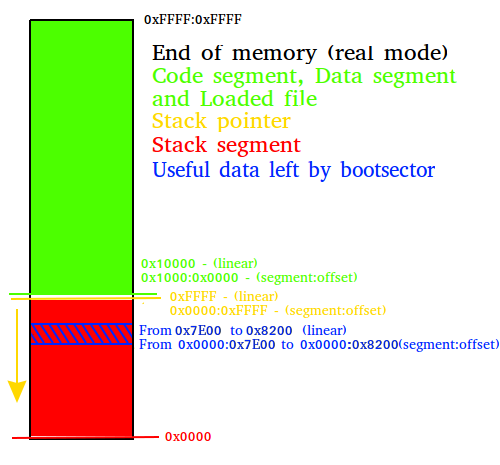 0xFFFF:0xFFFF
End of memory (real mode)
Code segment, Data segment
and Loaded file
Stack pointer
Stack segment
Useful data left by bootsector
0x10000 - (linear)
0x1000:0x0000 - (segment:offset)
0xFFFF - (linear)
0x0000:0xFFFF - (segment:offset)
From 0x7E00 to 0x8200 (linear)
From 0x0000:0x7E00 to 0x0000:0x8200(segment:offset)
0x0000